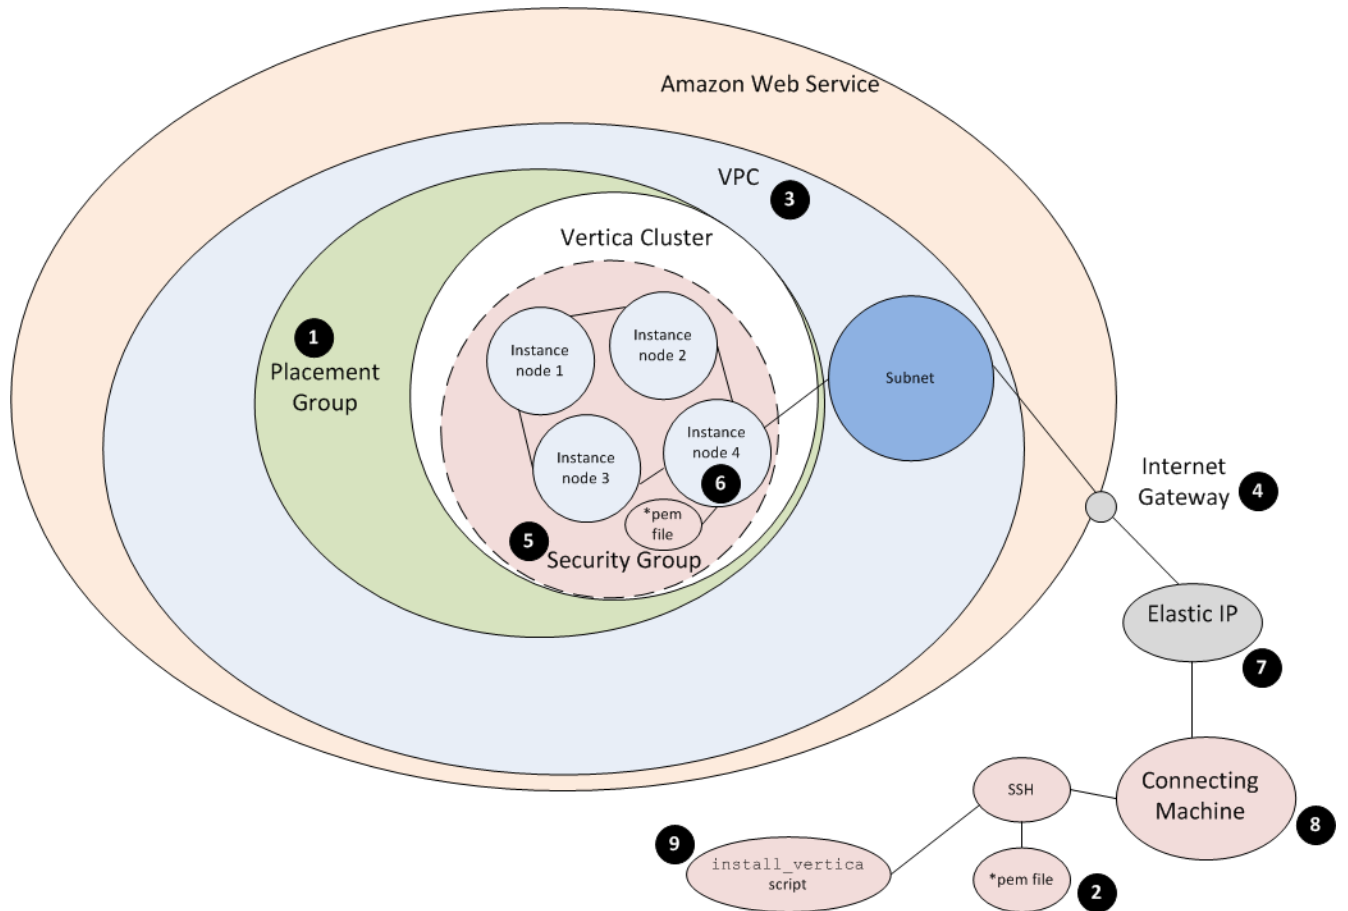 Amazon Web Service
VPC
3
Vertica Cluster
1
Placement
Group
Instance
node 1
Instance
node 2
Instance
node 3
Instance
node 4
6
*pem
file
5
Security Group
Subnet
Internet
Gateway
4
Elastic IP
7
Connecting
Machine
8
SSH
*pem file
2
9
install_vertica
script